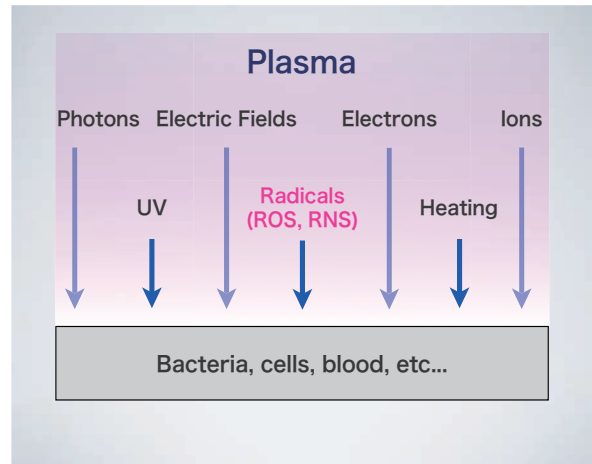 Plasma
Photons Electric Fields Electrons Ions
UV Radicals (ROS, RNS) Heating
Bacteria, cells, blood, etc...